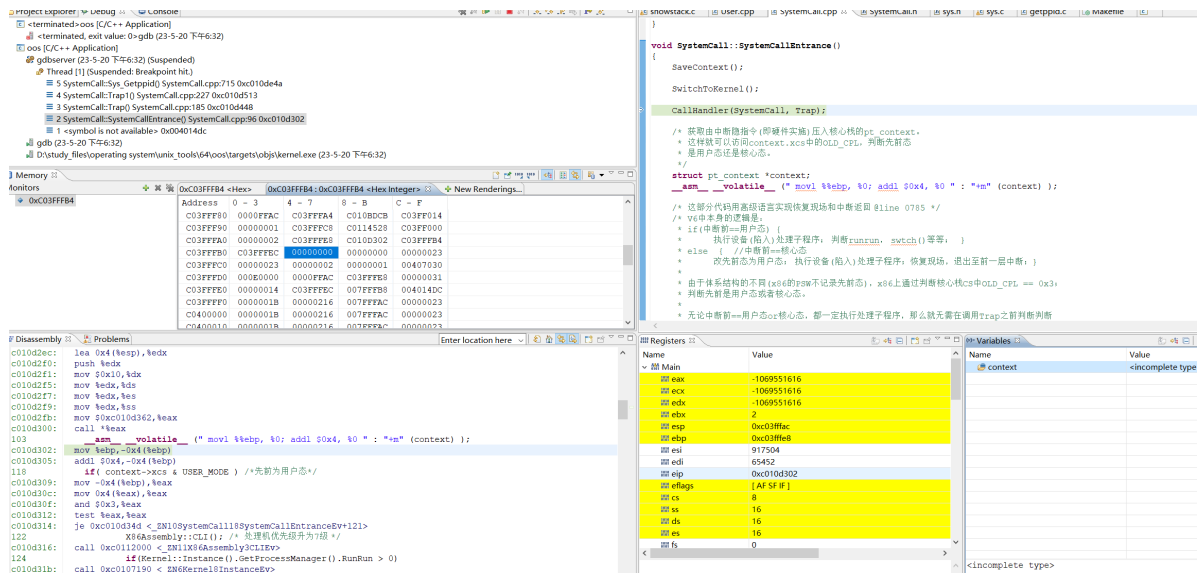 Project Explorer Debug Console
<terminated>oos [C/C++ Application]
<terminated, exit value: 0>gdb (23-5-20 下午6:32)
oos [C/C++ Application]
gdbserver (23-5-20 下午6:32) (Suspended)
Thread [1] (Suspended: Breakpoint hit.)
5 SystemCall::Sys_Getppid() SystemCall.cpp:715 0xc010de4a
4 SystemCall::Trap1() SystemCall.cpp:227 0xc010d513
3 SystemCall::Trap() SystemCall.cpp:185 0xc010d448
2 SystemCall::SystemCallEntrance() SystemCall.cpp:96 0xc010d302
1 <symbol is not available> 0x004014dc
gdb (23-5-20 下午6:32)
D:\study_files\operating system\unix_tools\64\oos\targets\objs\kernel.exe (23-5-20 下午6:32)
Memory
Monitors
0xC03FFFB4
0xC03FFFB4 <Hex> 0xC03FFFB4 : 0xC03FFFB4 <Hex Integer> New Renderings...
Address 0 - 3 4 - 7 8 - B C - F
C03FFF80 0000FFAC C03FFFA4 C010BDCB C03FF014
C03FFF90 00000001 C03FFFC8 C0114528 C03FF000
C03FFFA0 00000002 C03FFFE8 C010D302 C03FFFB4
C03FFFB0 C03FFFEC 00000000 00000000 00000023
C03FFFC0 00000023 00000002 00000001 00407030
C03FFFD0 000E0000 0000FFAC C03FFFE8 00000031
C03FFFE0 00000014 C03FFFEC 007FFFB8 004014DC
C03FFFF0 0000001B 00000216 007FFFAC 00000023
C0400000 0000001B 00000216 007FFFAC 00000023
C0400010 0000001B 00000216 007FFFAC 00000023
showstack.c User.cpp SystemCall.cpp SystemCall.h sys.h sys.c getppid.c Makefile
}
void SystemCall::SystemCallEntrance()
{
SaveContext();
SwitchToKernel();
CallHandler(SystemCall, Trap);
/* 获取由中断隐指令(即硬件实施)压入核心栈的pt_context。
* 这样就可以访问context.xcs中的OLD_CPL，判断先前态
* 是用户态还是核心态。
*/
struct pt_context *context;
__asm__ __volatile__ (" movl %%ebp, %0; addl $0x4, %0 " : "+m" (context) );
/* 这部分代码用高级语言实现恢复现场和中断返回 @line 0785 */
/* V6中本身的逻辑是：
* if(中断前==用户态) {
* 执行设备(陷入)处理子程序； 判断runrun, swtch()等等； }
* else { //中断前==核心态
* 改先前态为用户态； 执行设备(陷入)处理子程序；恢复现场，退出至前一层中断；}
*
* 由于体系结构的不同(x86的PSW不记录先前态)，x86上通过判断核心栈CS中OLD_CPL == 0x3；
* 判断先前是用户态或者核心态。
*
* 无论中断前==用户态or核心态，都一定执行处理子程序，那么就无需在调用Trap之前判断判断
Disassembly Problems
Enter location here
c010d2ec: lea 0x4(%esp),%edx
c010d2f0: push %edx
c010d2f1: mov $0x10,%dx
c010d2f5: mov %edx,%ds
c010d2f7: mov %edx,%es
c010d2f9: mov %edx,%ss
c010d2fb: mov $0xc010d362,%eax
c010d300: call *%eax
103 __asm__ __volatile__ (" movl %%ebp, %0; addl $0x4, %0 " : "+m" (context) );
c010d302: mov %ebp,-0x4(%ebp)
c010d305: addl $0x4,-0x4(%ebp)
118 if( context->xcs & USER_MODE ) /*先前为用户态*/
c010d309: mov -0x4(%ebp),%eax
c010d30c: mov 0x4(%eax),%eax
c010d30f: and $0x3,%eax
c010d312: test %eax,%eax
c010d314: je 0xc010d34d <_ZN10SystemCall18SystemCallEntranceEv+121>
122 X86Assembly::CLI(); /* 处理机优先级升为7级 */
c010d316: call 0xc0112000 <_ZN11X86Assembly3CLIEv>
124 if(Kernel::Instance().GetProcessManager().RunRun > 0)
c010d31b: call 0xc0107190 <_ZN6Kernel8InstanceEv>
Registers
Name Value
Main
eax -1069551616
ecx -1069551616
edx -1069551616
ebx 2
esp 0xc03fffac
ebp 0xc03fffe8
esi 917504
edi 65452
eip 0xc010d302
eflags [ AF SF IF ]
cs 8
ss 16
ds 16
es 16
fs 0
Variables
Name Value
context <incomplete type
<incomplete type>